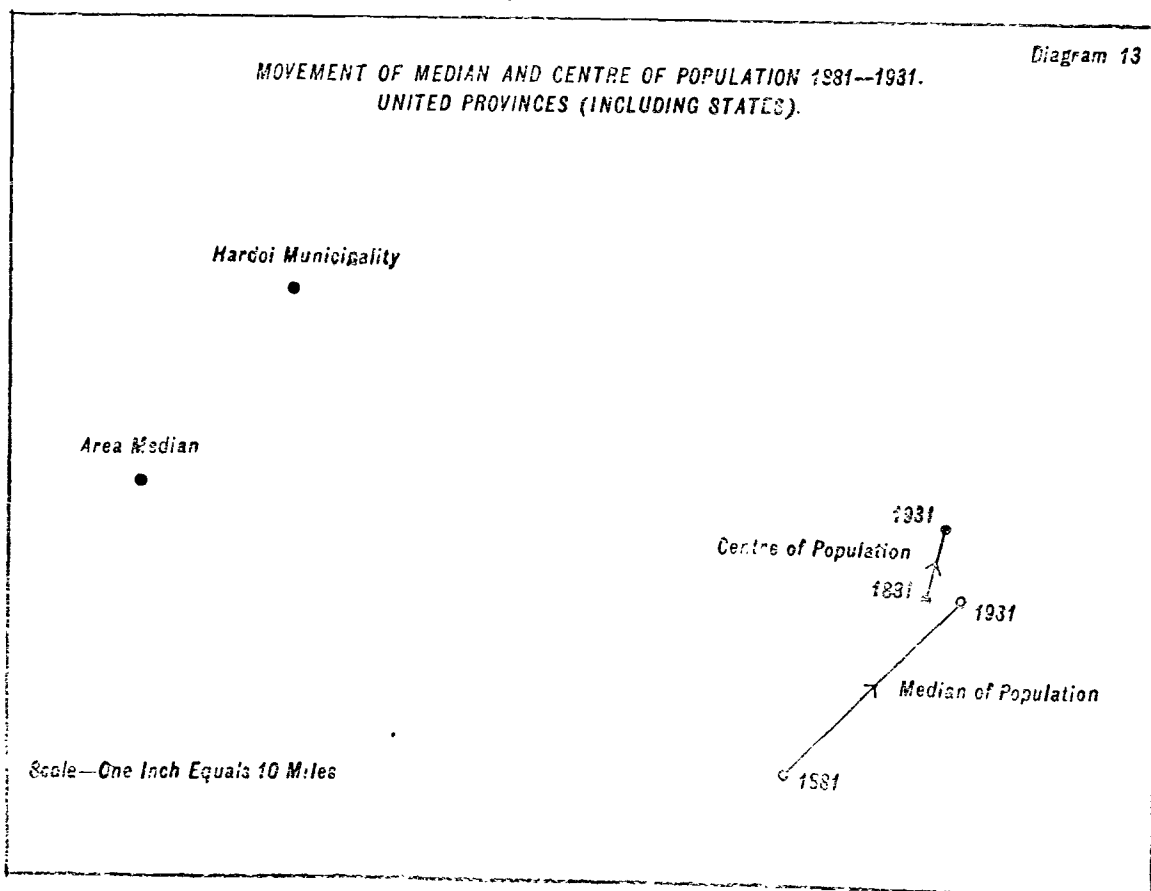 Diagram 13
MOVEMENT OF MEDIAN AND CENTRE OF POPULATION 1881--1931.
UNITED PROVINCES (INCLUDING STATES).
Hardoi Municipality
Area Median
1931
Centre of Population
1881
1931
Median of Population
Scale—One Inch Equals 10 Miles
1881